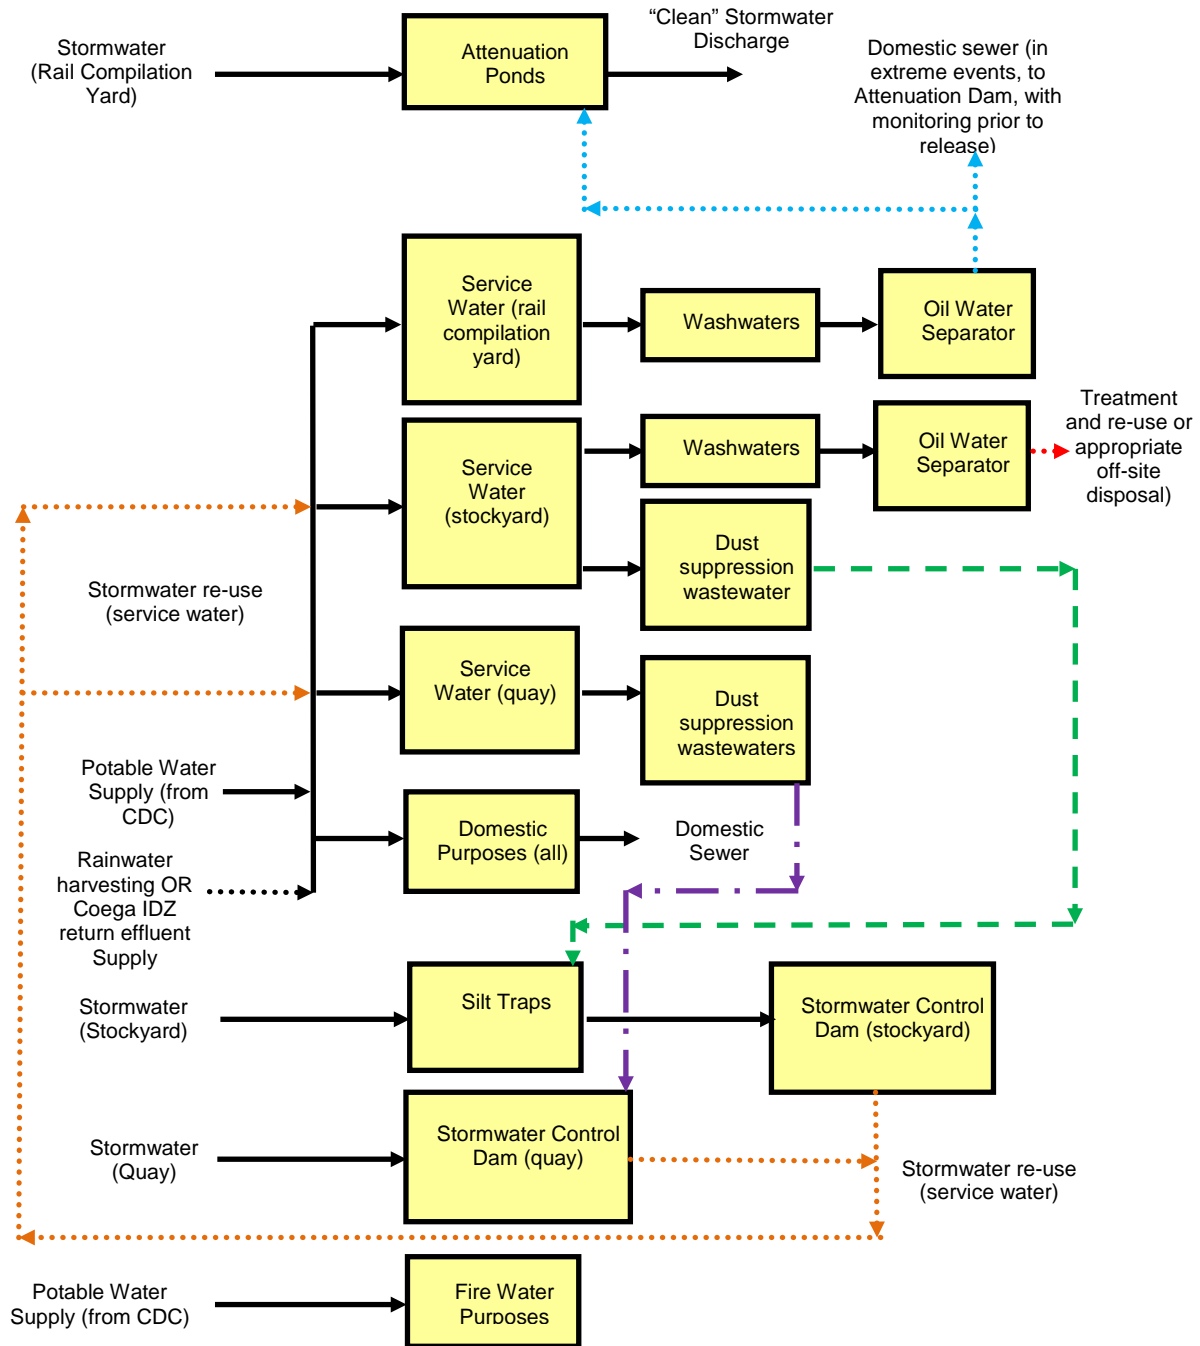 Stormwater
(Rail Compilation
Yard)
Attenuation
Ponds
“Clean” Stormwater
Discharge
Domestic sewer (in
extreme events, to
Attenuation Dam, with
monitoring prior to
release)
Service
Water (rail
compilation
yard)
Washwaters
Oil Water
Separator
Service
Water
(stockyard)
Washwaters
Oil Water
Separator
Treatment
and re-use or
appropriate
off-site
disposal)
Dust
suppression
wastewater
Stormwater re-use
(service water)
Service
Water (quay)
Dust
suppression
wastewaters
Potable Water
Supply (from
CDC)
Domestic
Purposes (all)
Domestic
Sewer
Rainwater
harvesting OR
Coega IDZ
return effluent
Supply
Stormwater
(Stockyard)
Silt Traps
Stormwater Control
Dam (stockyard)
Stormwater
(Quay)
Stormwater Control
Dam (quay)
Stormwater re-use
(service water)
Potable Water
Supply (from CDC)
Fire Water
Purposes